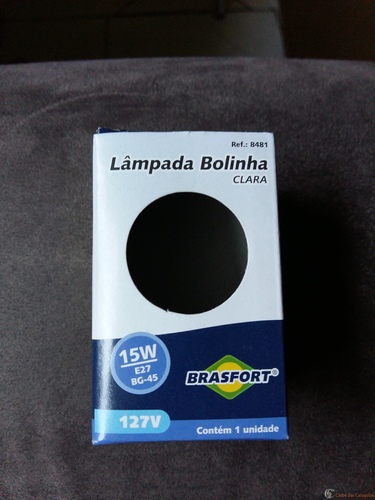 Ref.: 8481
Lâmpada Bolinha
CLARA
15W
E27
BG-45
BRASFORT®
127V
Contém 1 unidade